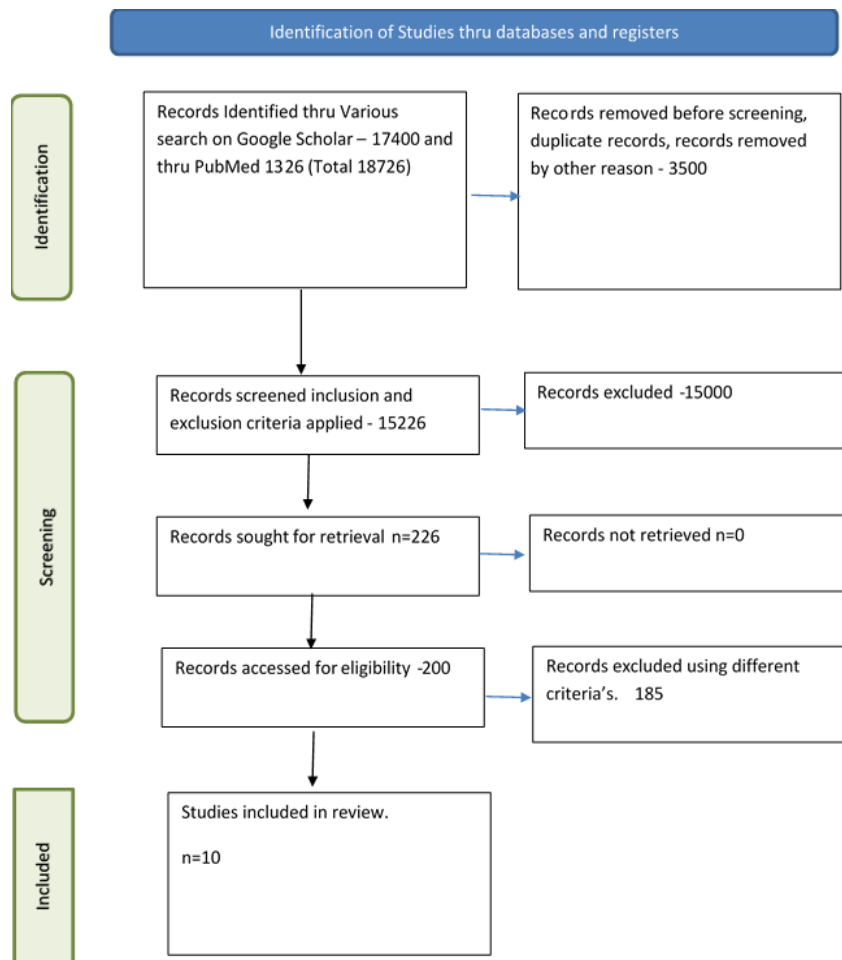 Identification of Studies thru databases and registers
Identification
Records Identified thru Various
search on Google Scholar – 17400 and
thru PubMed 1326 (Total 18726)
Records removed before screening,
duplicate records, records removed
by other reason - 3500
Screening
Records screened inclusion and
exclusion criteria applied - 15226
Records excluded -15000
Records sought for retrieval n=226
Records not retrieved n=0
Records accessed for eligibility -200
Records excluded using different
criteria's. 185
Included
Studies included in review.
n=10